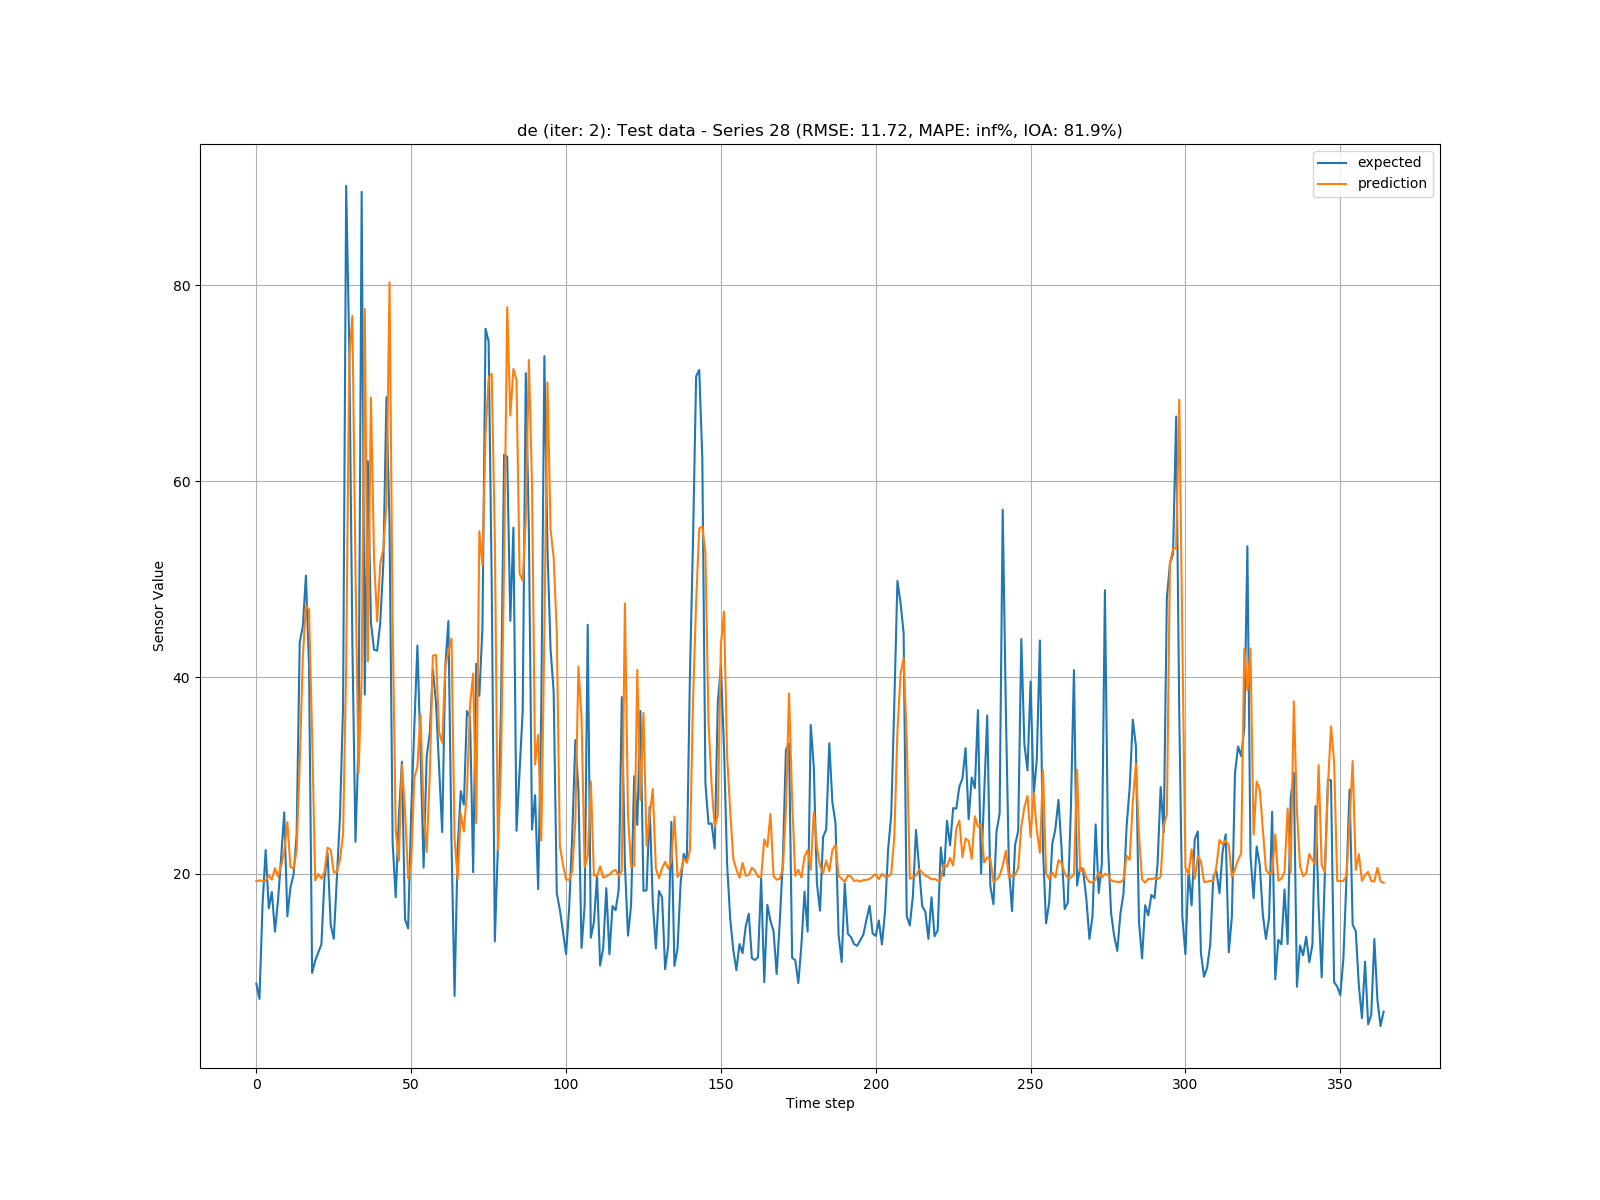 de (iter: 2): Test data - Series 28 (RMSE: 11.72, MAPE: inf%, IOA: 81.9%)
expected
prediction
80
60
40
20
Sensor Value
0 50 100 150 200 250 300 350
Time step